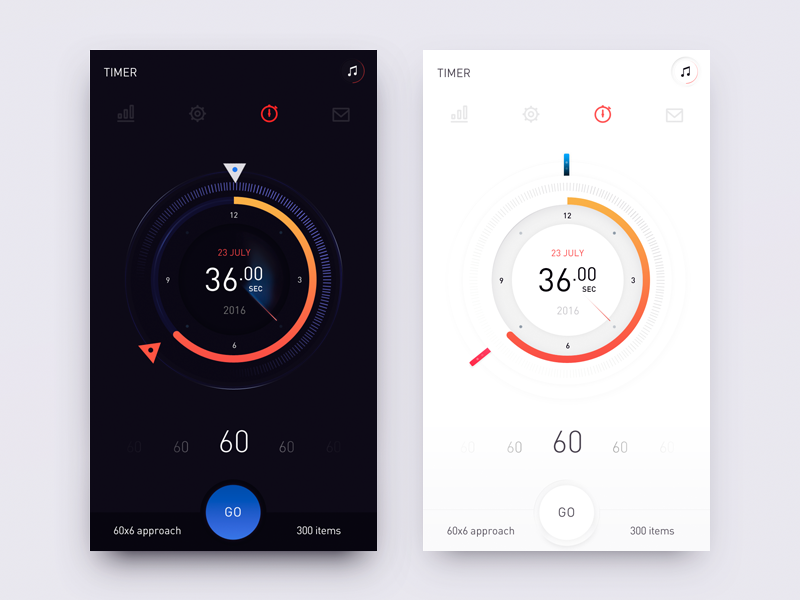 TIMER
12
23 JULY
36.00
SEC
9
3
2016
6
60 60 60 60 60
GO
60x6 approach
300 items
TIMER
12
23 JULY
36.00
SEC
9
3
2016
6
60 60 60 60 60
GO
60x6 approach
300 items